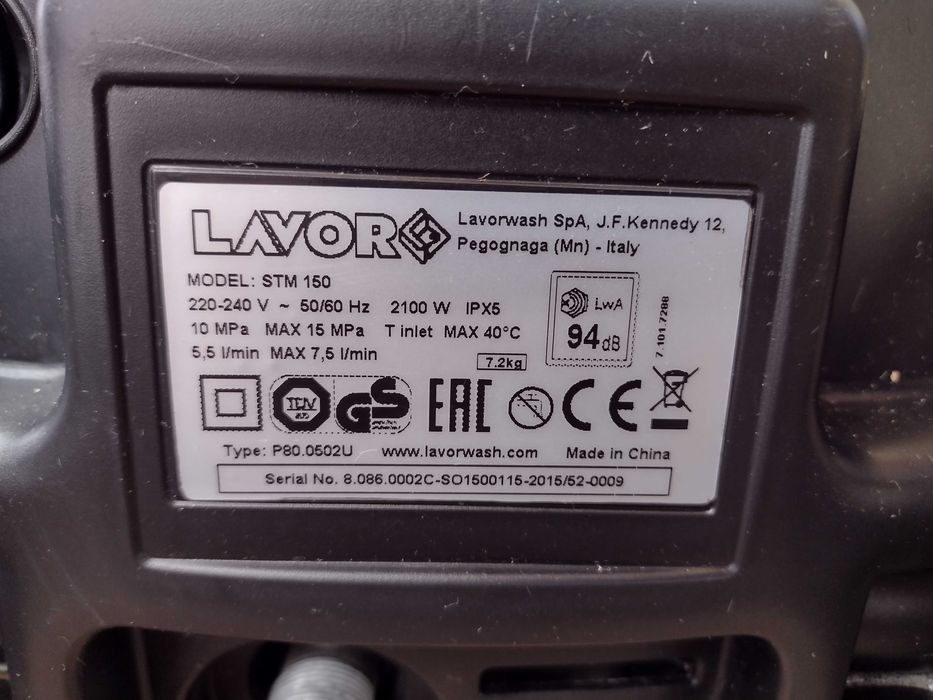 LAVOR
Lavorwash SpA, J.F.Kennedy 12,
Pegognaga (Mn) - Italy
MODEL: STM 150
220-240 V ~ 50/60 Hz 2100 W IPX5
10 MPa MAX 15 MPa T inlet MAX 40°C
5,5 l/min MAX 7,5 l/min
7.2kg
LwA
94dB
7.101.7288
TÜV
GS
EAC
CE
Type: P80.0502U www.lavorwash.com Made in China
Serial No. 8.086.0002C-SO1500115-2015/52-0009